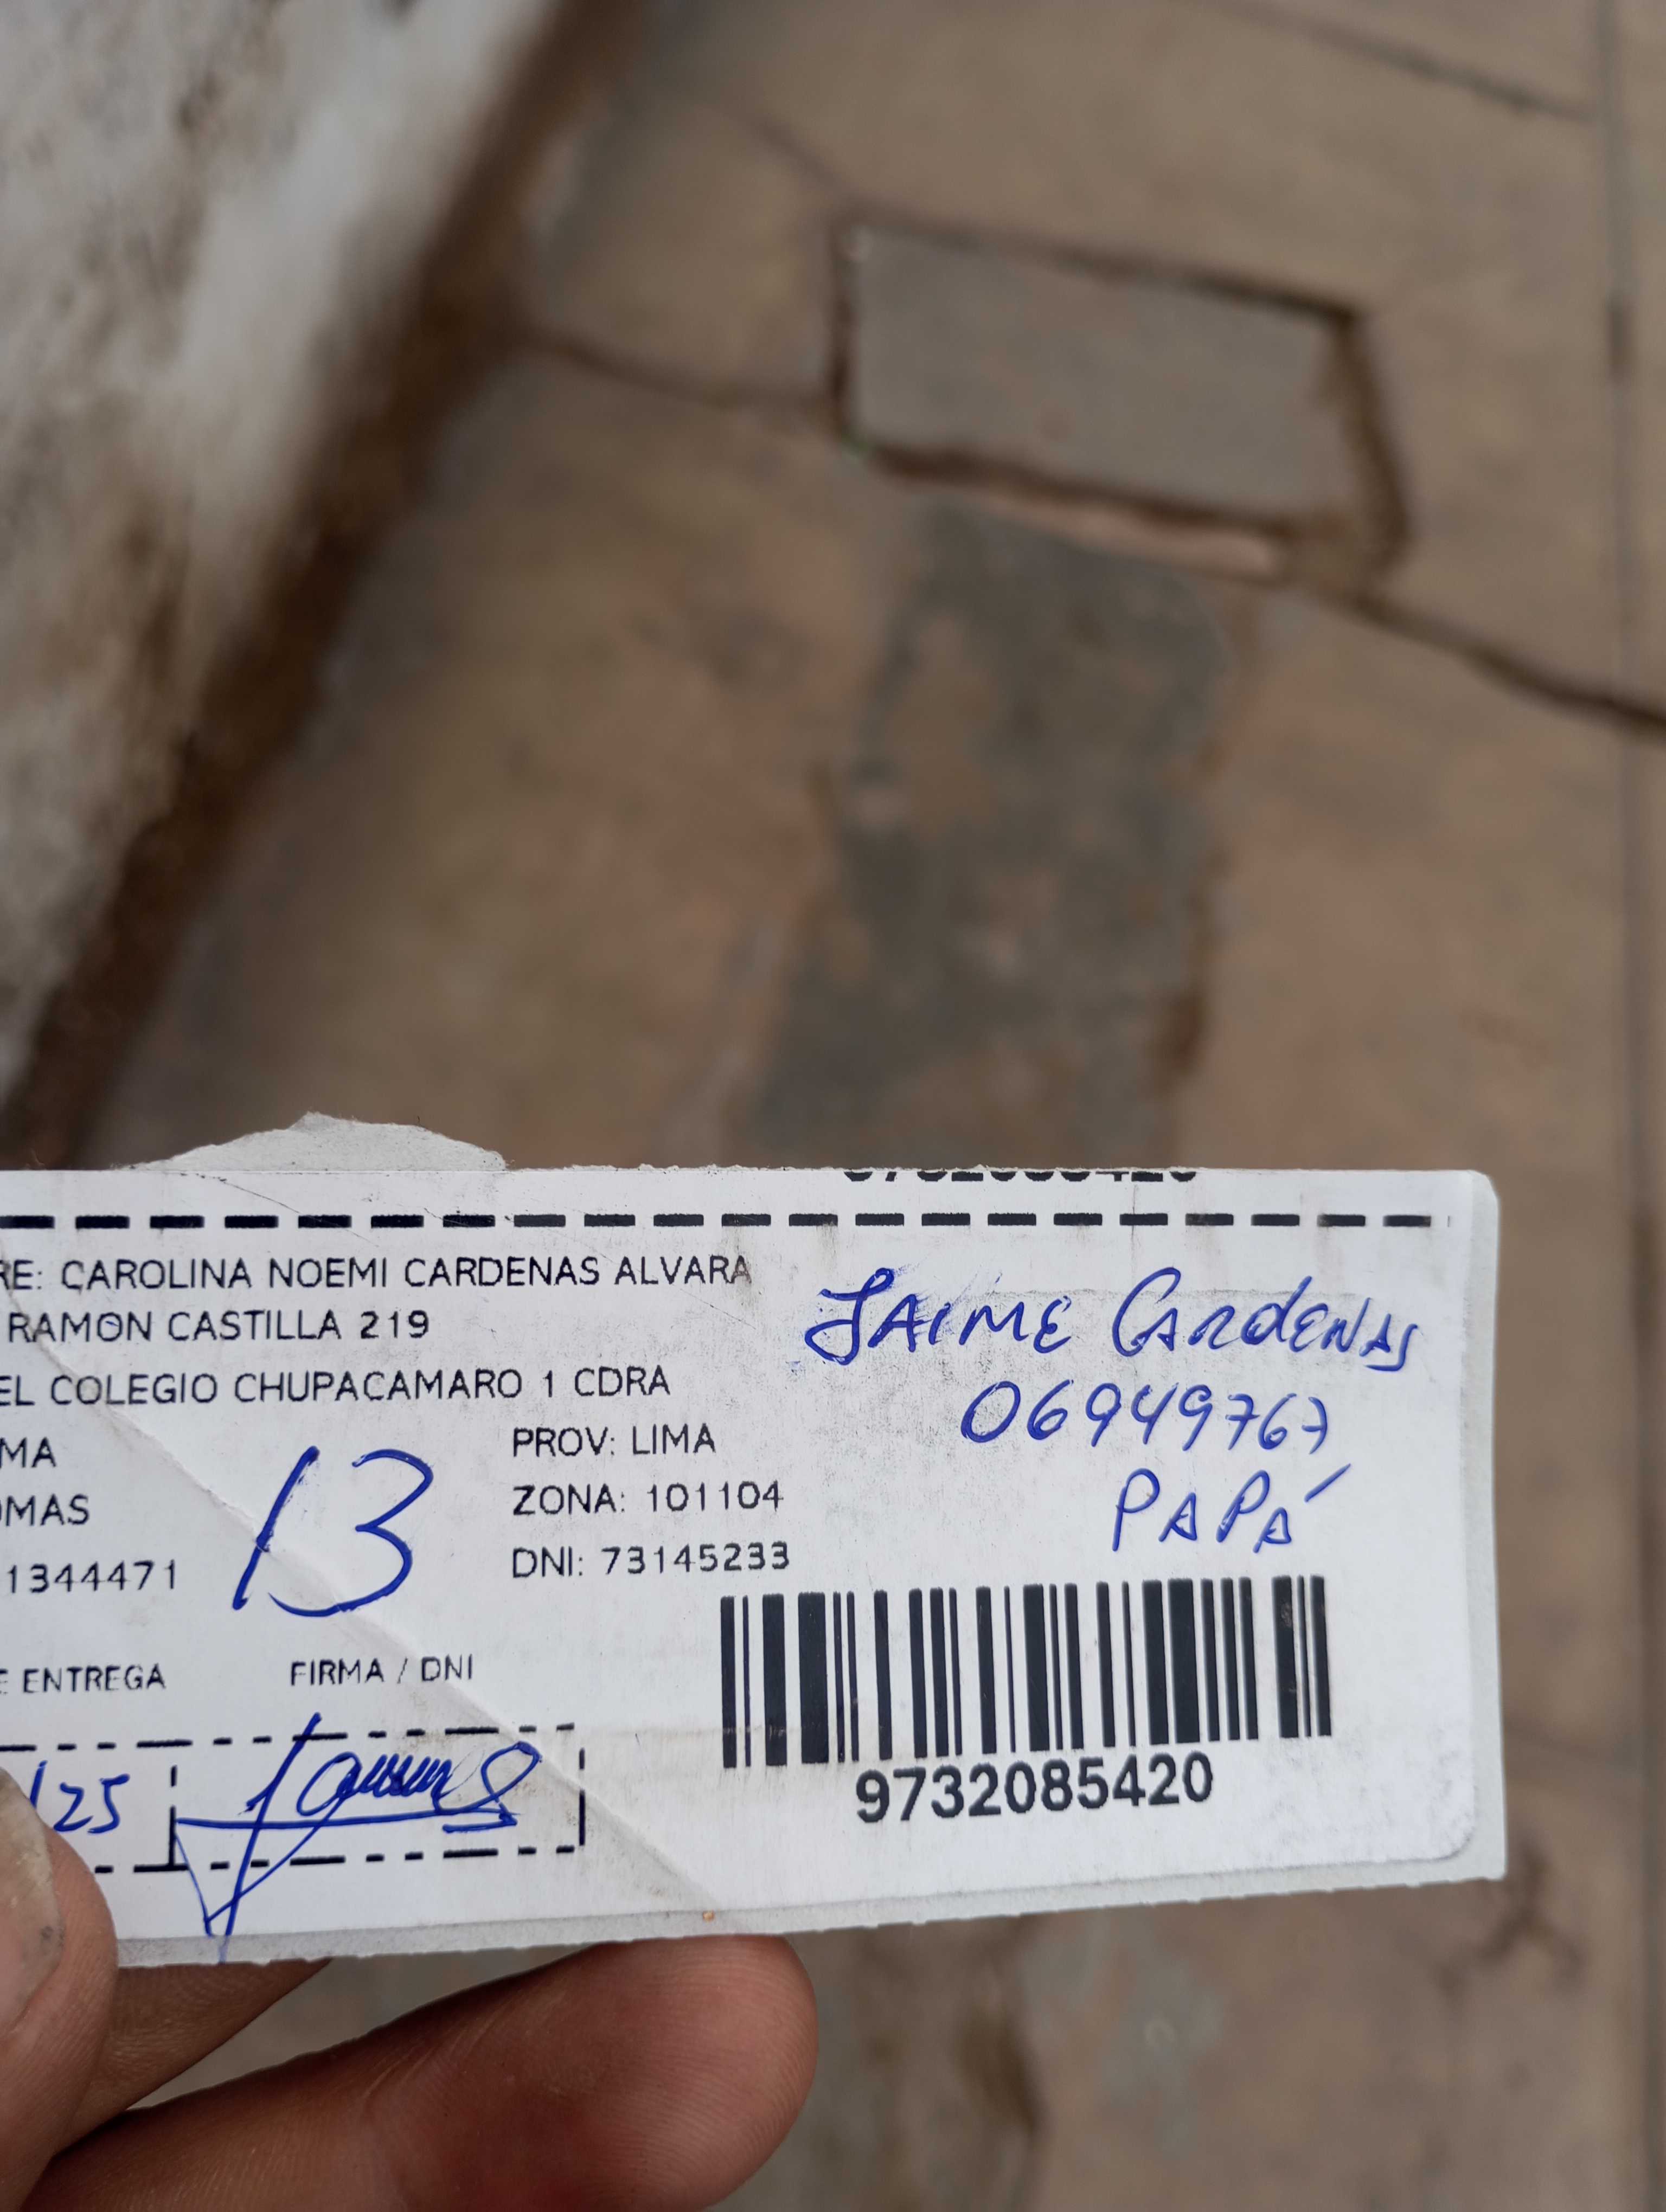 RE: CAROLINA NOEMI CARDENAS ALVARA
RAMON CASTILLA 219
EL COLEGIO CHUPACAMARO 1 CDRA
MA
PROV: LIMA
OMAS
ZONA: 101104
1344471
DNI: 73145233
13
JAIME CARDENAS
06949767
PAPÁ
E ENTREGA
FIRMA / DNI
/25
9732085420